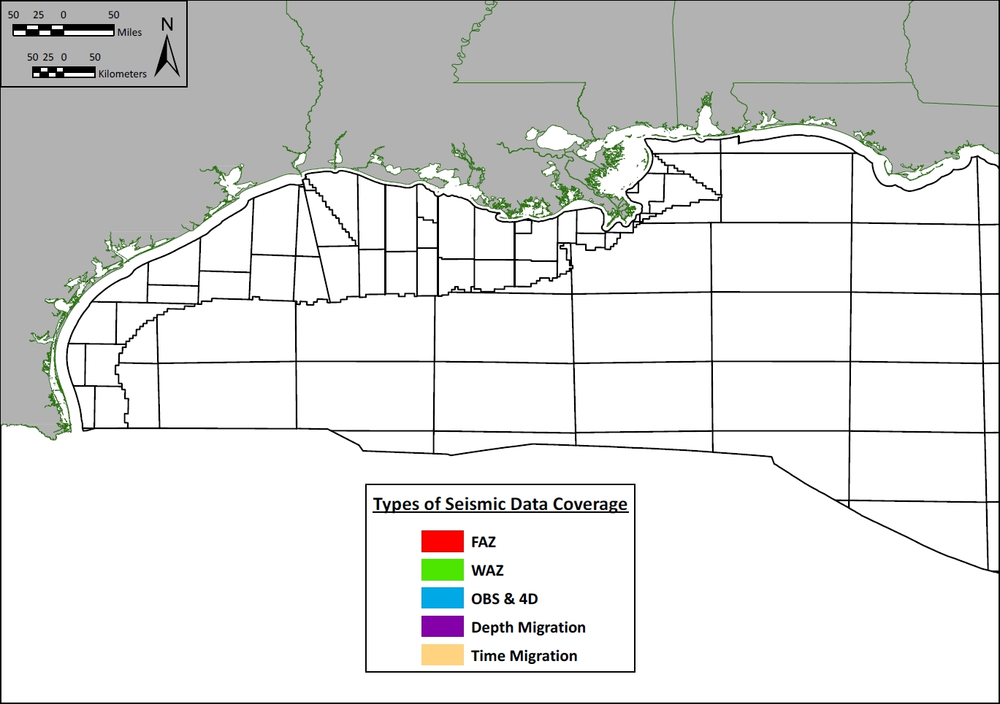 50 25 0 50
Miles
50 25 0 50
Kilometers
N
Types of Seismic Data Coverage
FAZ
WAZ
OBS & 4D
Depth Migration
Time Migration